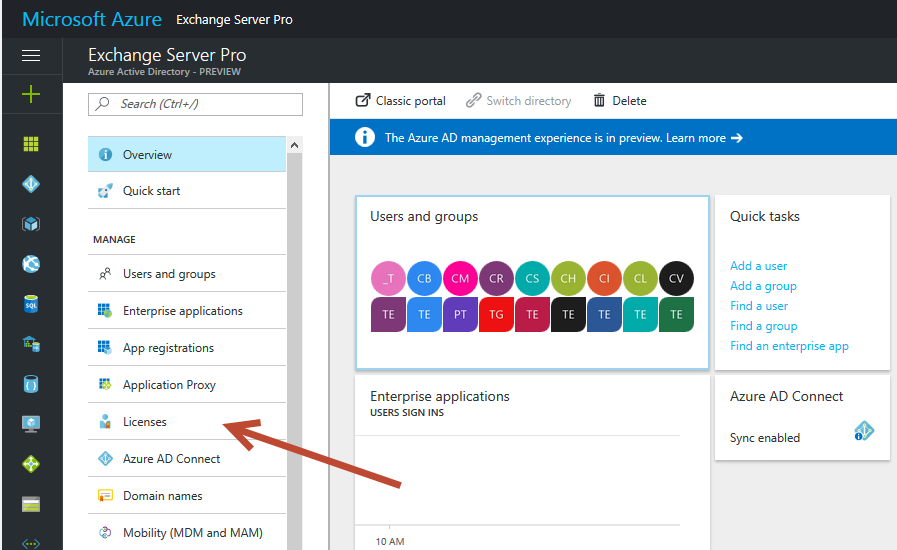 Microsoft Azure Exchange Server Pro
Exchange Server Pro
Azure Active Directory - PREVIEW
Search (Ctrl+/)
Overview
Quick start
MANAGE
Users and groups
Enterprise applications
App registrations
Application Proxy
Licenses
Azure AD Connect
Domain names
Mobility (MDM and MAM)
Classic portal Switch directory Delete
The Azure AD management experience is in preview. Learn more →
Users and groups
_T CB CM CR CS CH CI CL CV
TE TE PT TG TE TE TE TE TE
Enterprise applications
USERS SIGN INS
10 AM
Quick tasks
Add a user
Add a group
Find a user
Find a group
Find an enterprise app
Azure AD Connect
Sync enabled
SQL